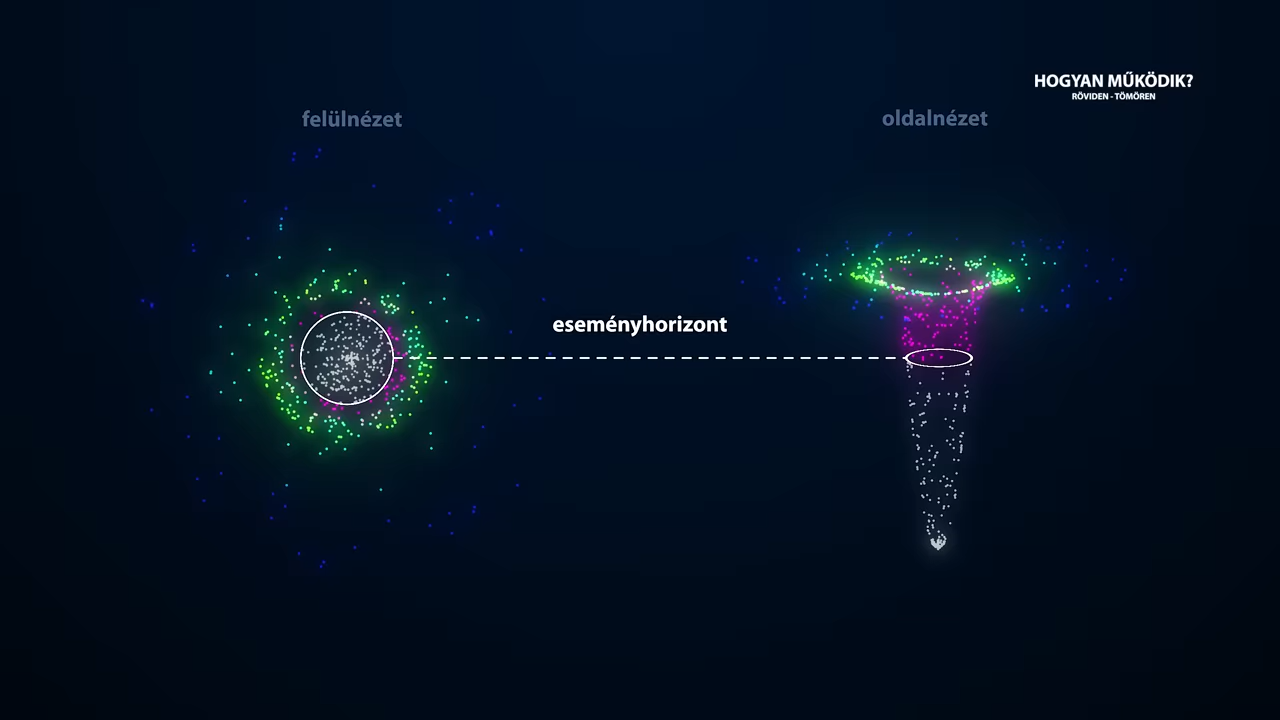 HOGYAN MŰKÖDIK?
RÖVIDEN - TÖMÖREN
felülnézet
oldalnézet
eseményhorizont